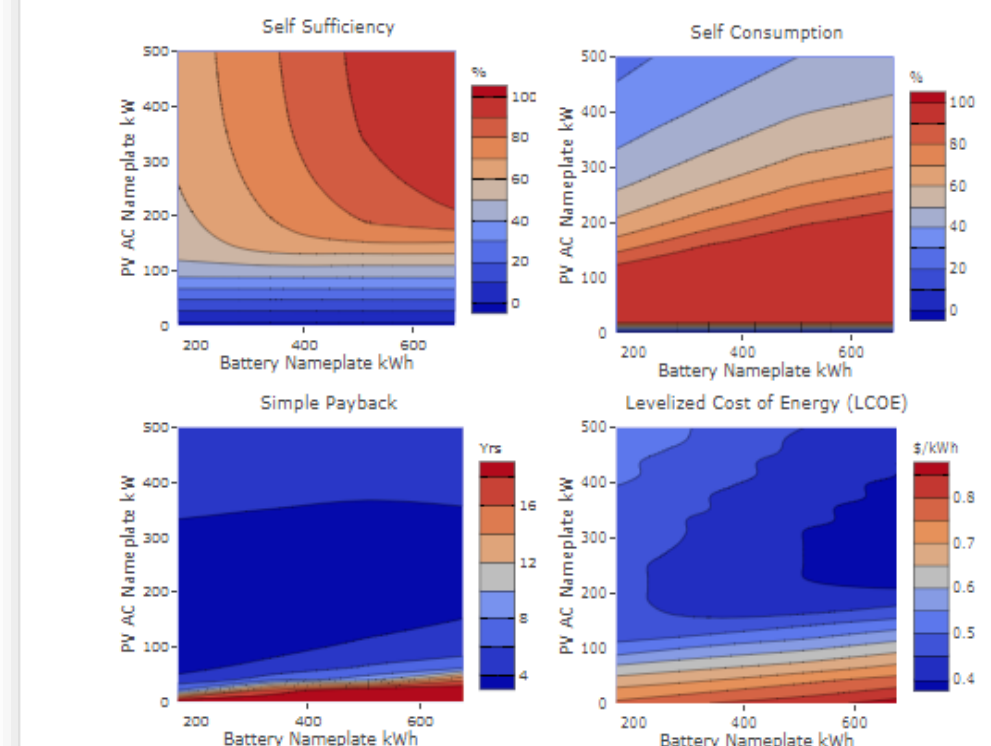 Self Sufficiency
500
400
300
200
100
0
PV AC Nameplate kW
200 400 600
Battery Nameplate kWh
%
100
80
60
40
20
0
Self Consumption
500
400
300
200
100
0
PV AC Nameplate kW
200 400 600
Battery Nameplate kWh
%
100
80
60
40
20
0
Simple Payback
500
400
300
200
100
0
PV AC Nameplate kW
200 400 600
Battery Nameplate kWh
Yrs
16
12
8
4
Levelized Cost of Energy (LCOE)
500
400
300
200
100
0
PV AC Nameplate kW
200 400 600
Battery Nameplate kWh
$/kWh
0.8
0.7
0.6
0.5
0.4